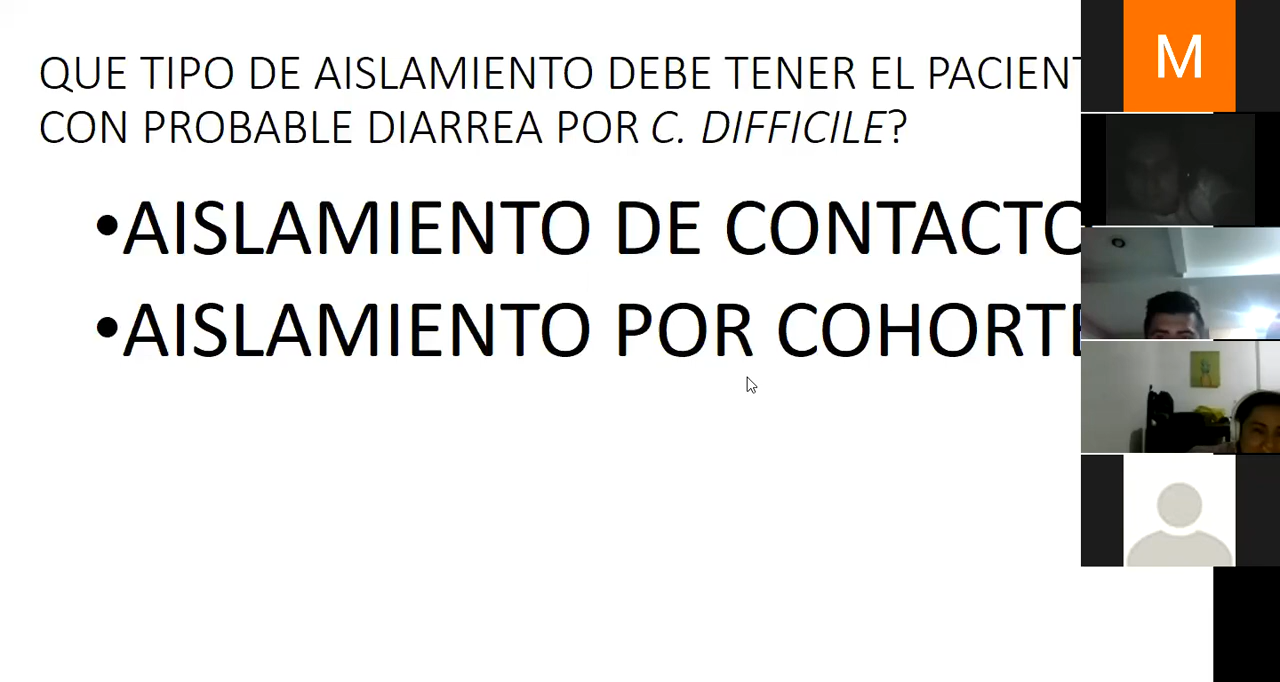 QUE TIPO DE AISLAMIENTO DEBE TENER EL PACIENT
CON PROBABLE DIARREA POR C. DIFFICILE?
•AISLAMIENTO DE CONTACTO
•AISLAMIENTO POR COHORTE
M